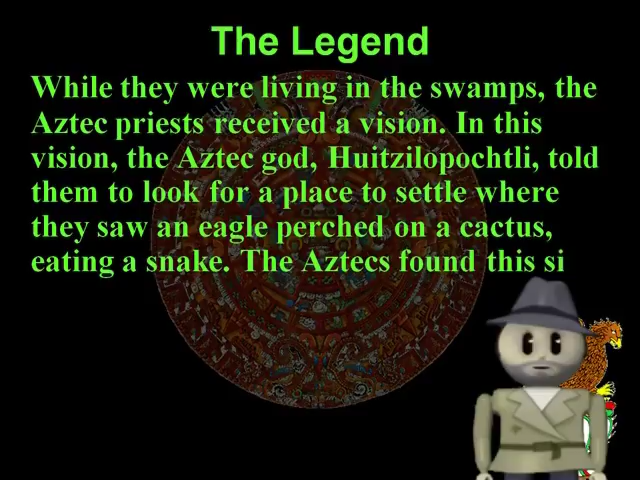 The Legend
While they were living in the swamps, the
Aztec priests received a vision. In this
vision, the Aztec god, Huitzilopochtli, told
them to look for a place to settle where
they saw an eagle perched on a cactus,
eating a snake. The Aztecs found this si